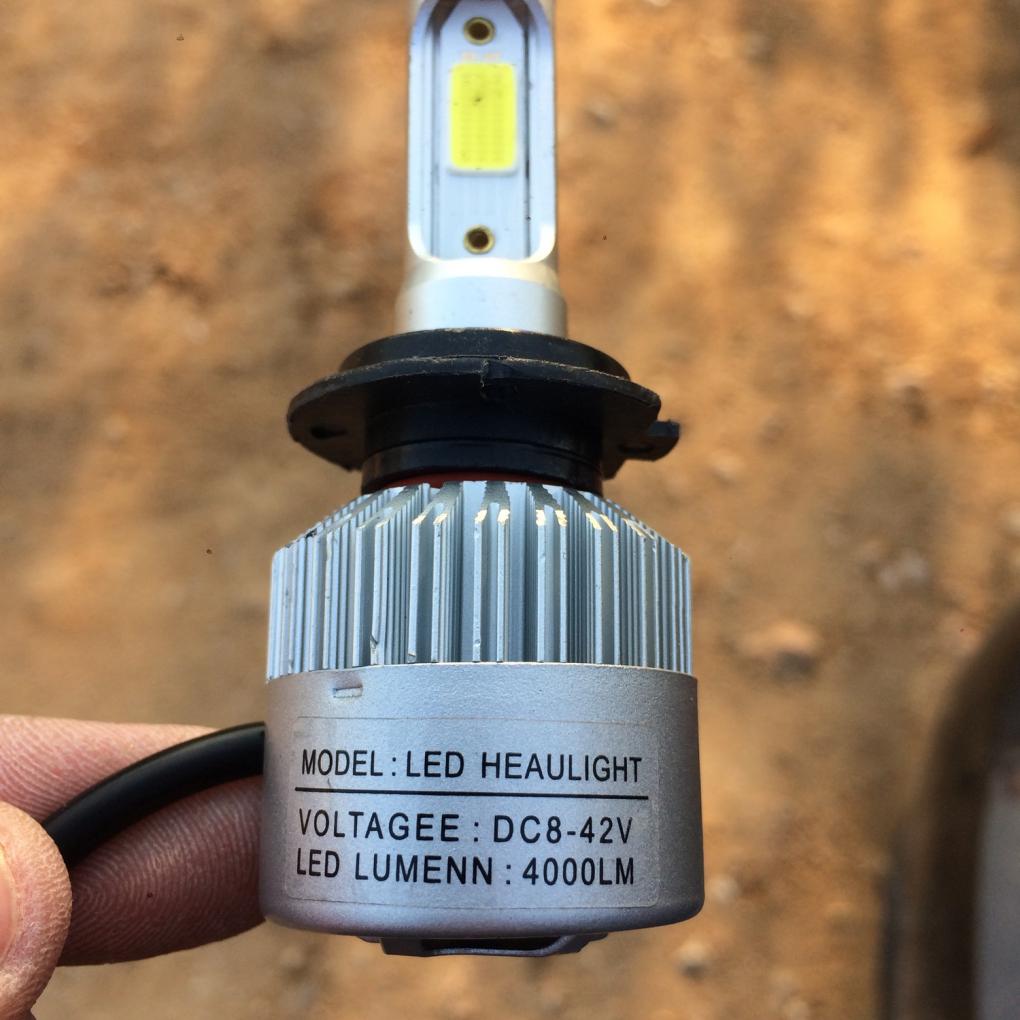 MODEL : LED HEAULIGHT
VOLTAGEE : DC8-42V
LED LUMENN : 4000LM